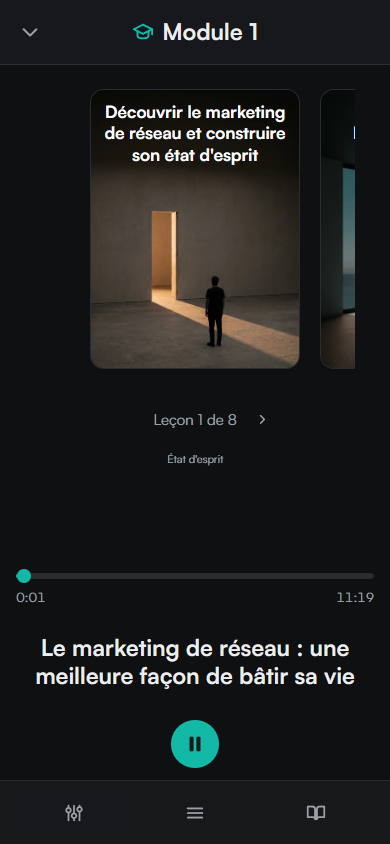 Module 1
Découvrir le marketing
de réseau et construire
son état d'esprit
Leçon 1 de 8
État d'esprit
0:01
11:19
Le marketing de réseau : une
meilleure façon de bâtir sa vie